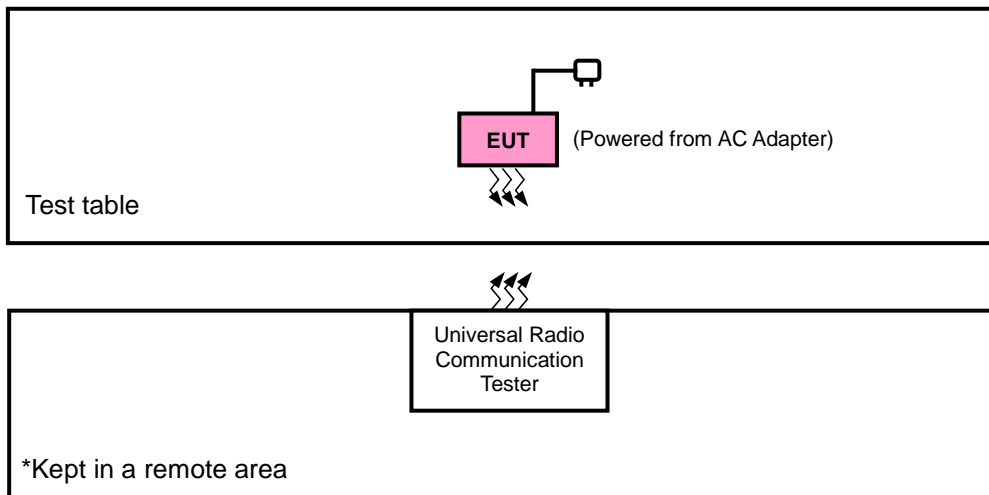 EUT
(Powered from AC Adapter)
Test table
Universal Radio
Communication
Tester
*Kept in a remote area